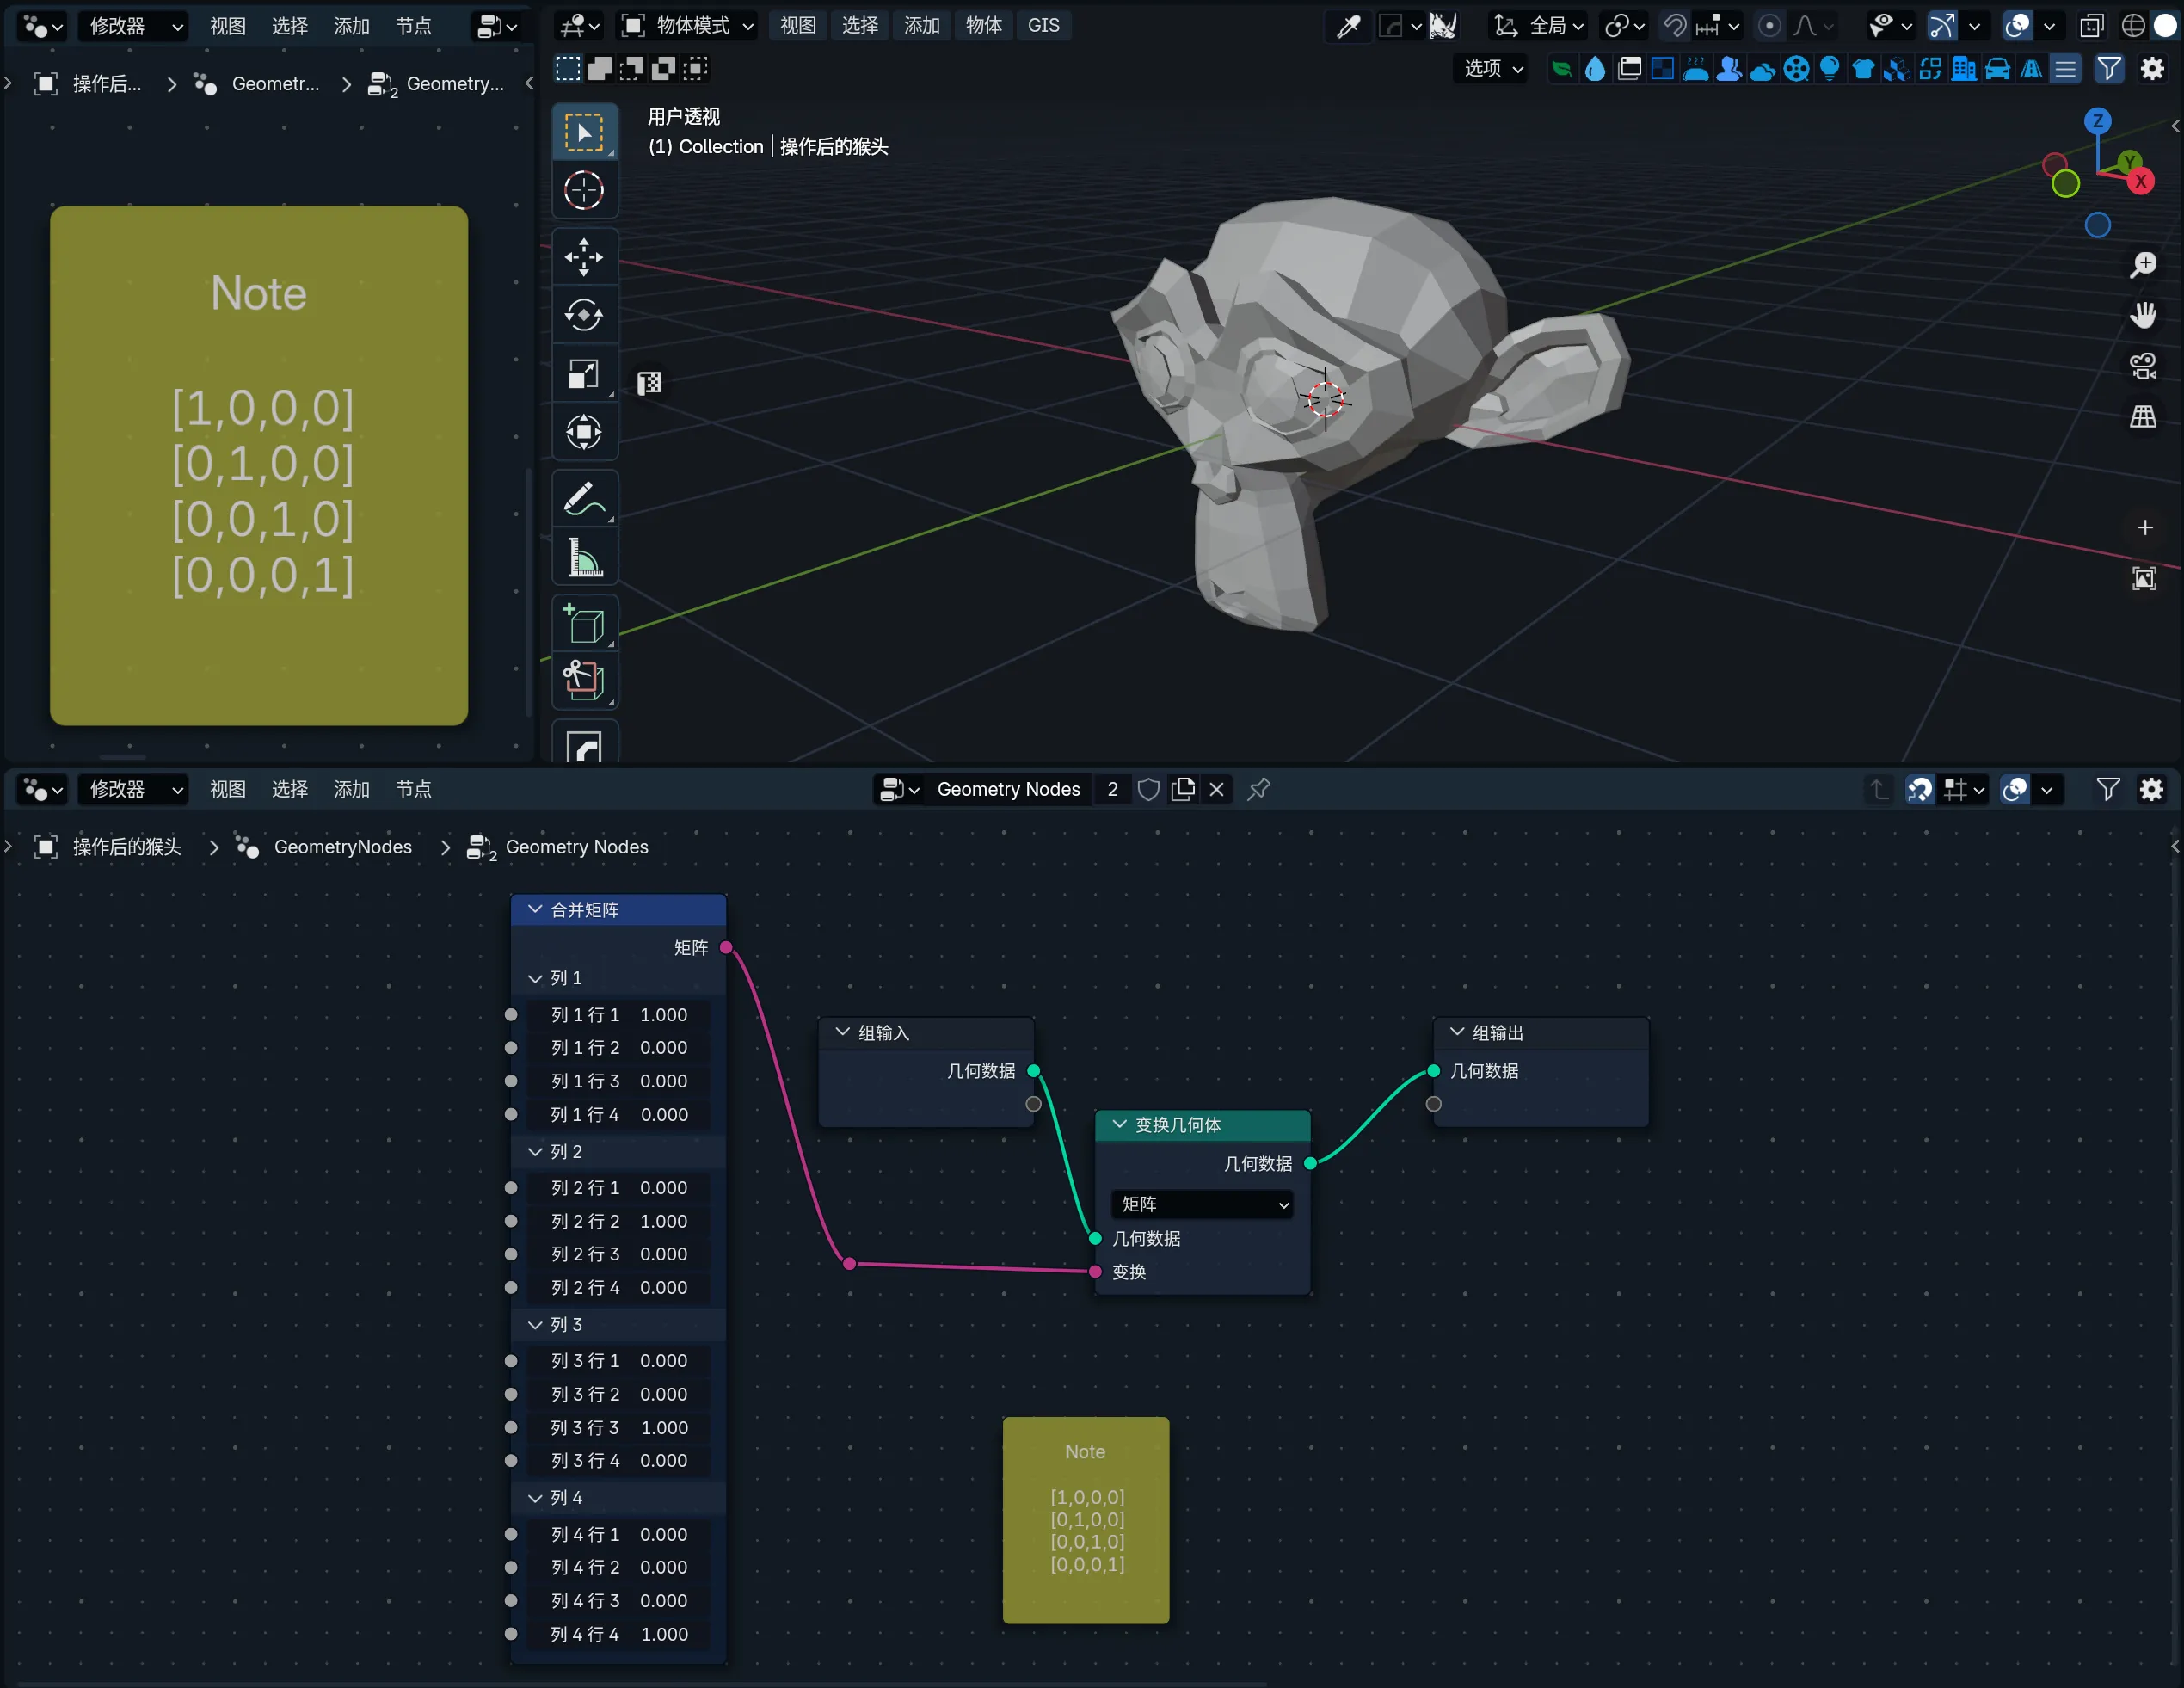 修改器 视图 选择 添加 节点
操作后... Geometr... 2 Geometry...
Note
[1,0,0,0]
[0,1,0,0]
[0,0,1,0]
[0,0,0,1]
物体模式 视图 选择 添加 物体 GIS 全局
选项
用户透视
(1) Collection | 操作后的猴头
Z
Y
X
修改器 视图 选择 添加 节点 Geometry Nodes 2
操作后的猴头 GeometryNodes 2 Geometry Nodes
合并矩阵
矩阵
列 1
列 1 行 1 1.000
列 1 行 2 0.000
列 1 行 3 0.000
列 1 行 4 0.000
列 2
列 2 行 1 0.000
列 2 行 2 1.000
列 2 行 3 0.000
列 2 行 4 0.000
列 3
列 3 行 1 0.000
列 3 行 2 0.000
列 3 行 3 1.000
列 3 行 4 0.000
列 4
列 4 行 1 0.000
列 4 行 2 0.000
列 4 行 3 0.000
列 4 行 4 1.000
组输入
几何数据
变换几何体
几何数据
矩阵
几何数据
变换
组输出
几何数据
Note
[1,0,0,0]
[0,1,0,0]
[0,0,1,0]
[0,0,0,1]